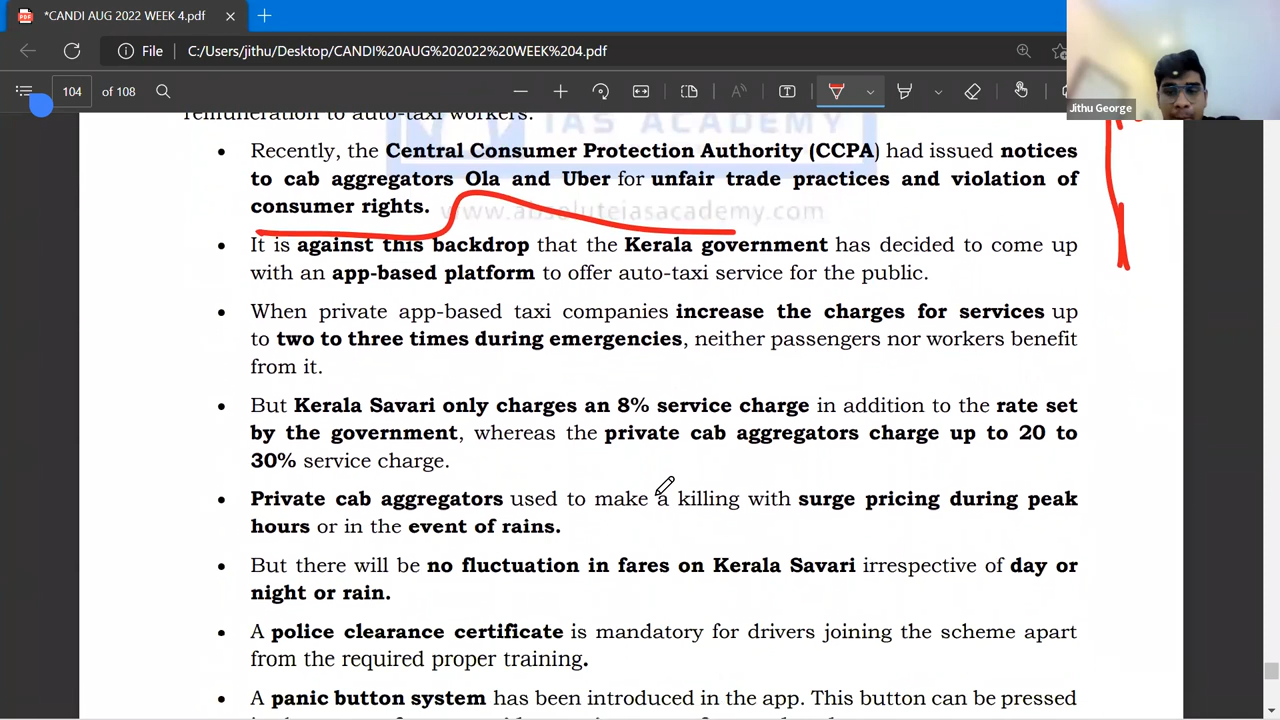 *CANDI AUG 2022 WEEK 4.pdf
File
C:/Users/jithu/Desktop/CANDI%20AUG%202022%20WEEK%204.pdf
104 of 108
Jithu George
remuneration to auto-taxi workers.
IAS ACADEMY
• Recently, the Central Consumer Protection Authority (CCPA) had issued notices
to cab aggregators Ola and Uber for unfair trade practices and violation of
consumer rights.
www.absoluteiasacademy.com
• It is against this backdrop that the Kerala government has decided to come up
with an app-based platform to offer auto-taxi service for the public.
• When private app-based taxi companies increase the charges for services up
to two to three times during emergencies, neither passengers nor workers benefit
from it.
• But Kerala Savari only charges an 8% service charge in addition to the rate set
by the government, whereas the private cab aggregators charge up to 20 to
30% service charge.
• Private cab aggregators used to make a killing with surge pricing during peak
hours or in the event of rains.
• But there will be no fluctuation in fares on Kerala Savari irrespective of day or
night or rain.
• A police clearance certificate is mandatory for drivers joining the scheme apart
from the required proper training.
• A panic button system has been introduced in the app. This button can be pressed